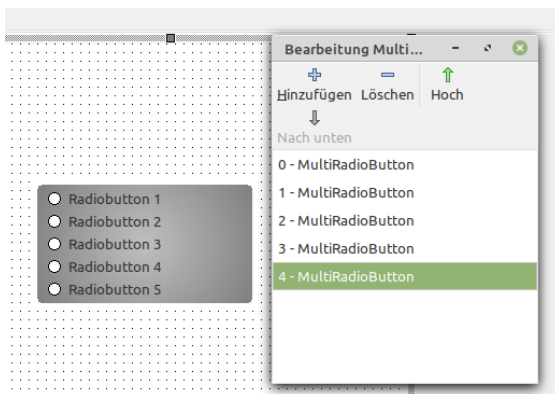 Bearbeitung Multi...
Hinzufügen Löschen Hoch
Nach unten
0 - MultiRadioButton
1 - MultiRadioButton
2 - MultiRadioButton
3 - MultiRadioButton
4 - MultiRadioButton
Radiobutton 1
Radiobutton 2
Radiobutton 3
Radiobutton 4
Radiobutton 5